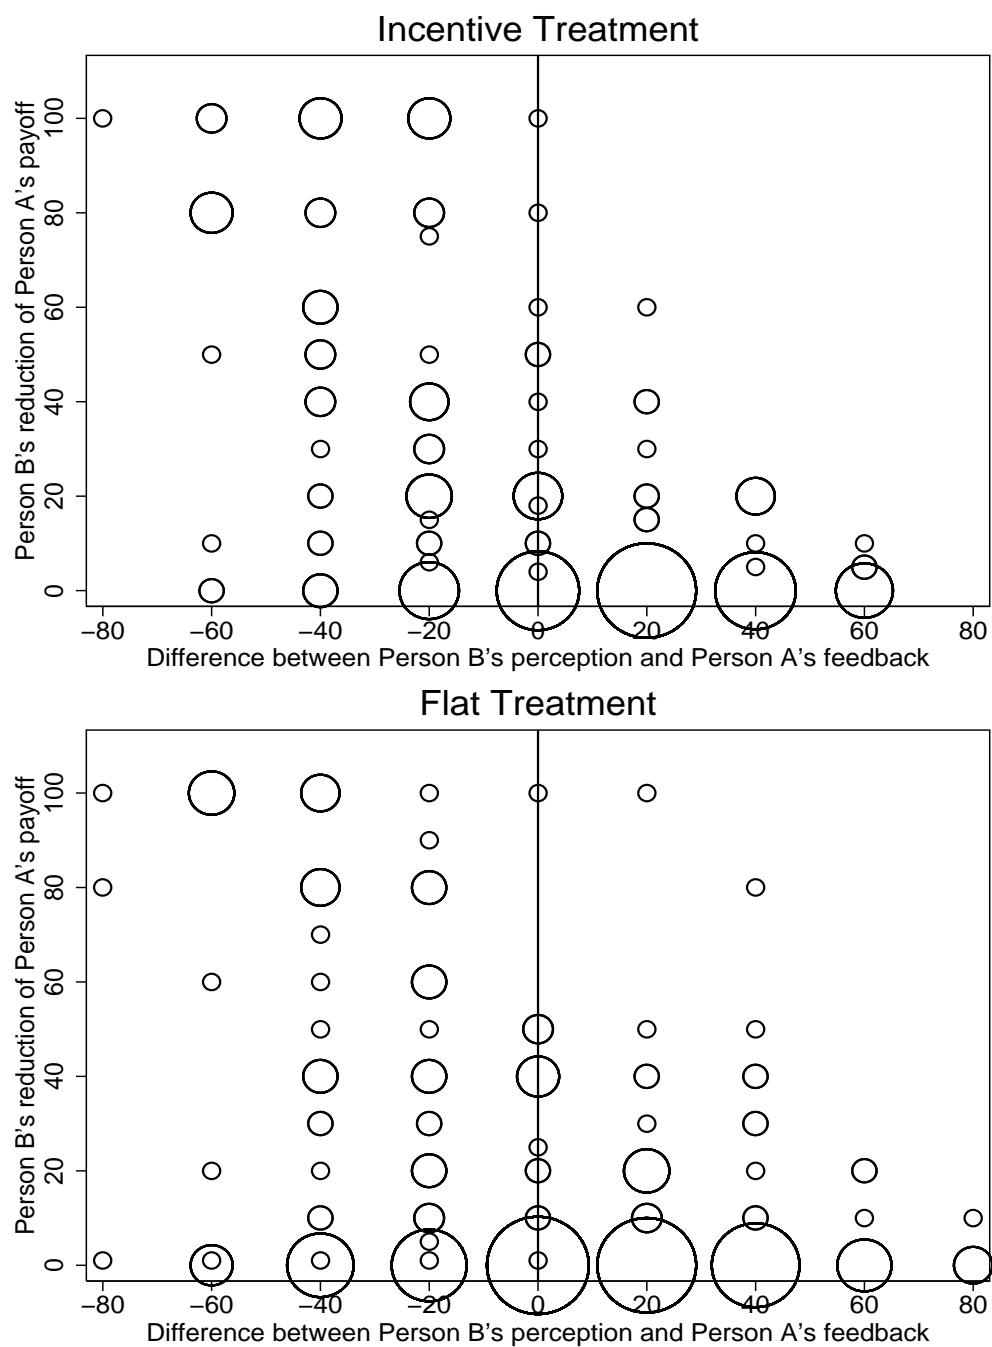 Incentive Treatment
Person B's reduction of Person A's payoff
100
80
60
40
20
0
−80 −60 −40 −20 0 20 40 60 80
Difference between Person B's perception and Person A's feedback
Flat Treatment
Person B's reduction of Person A's payoff
100
80
60
40
20
0
−80 −60 −40 −20 0 20 40 60 80
Difference between Person B's perception and Person A's feedback